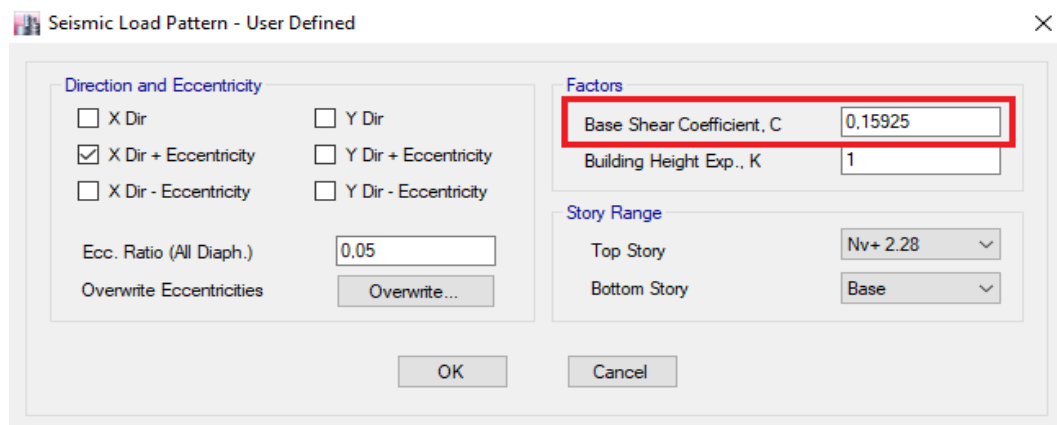 Seismic Load Pattern - User Defined
Direction and Eccentricity
X Dir
Y Dir
X Dir + Eccentricity
Y Dir + Eccentricity
X Dir - Eccentricity
Y Dir - Eccentricity
Ecc. Ratio (All Diaph.)
0,05
Overwrite Eccentricities
Overwrite...
Factors
Base Shear Coefficient, C
0,15925
Building Height Exp., K
1
Story Range
Top Story
Nv+ 2.28
Bottom Story
Base
OK
Cancel